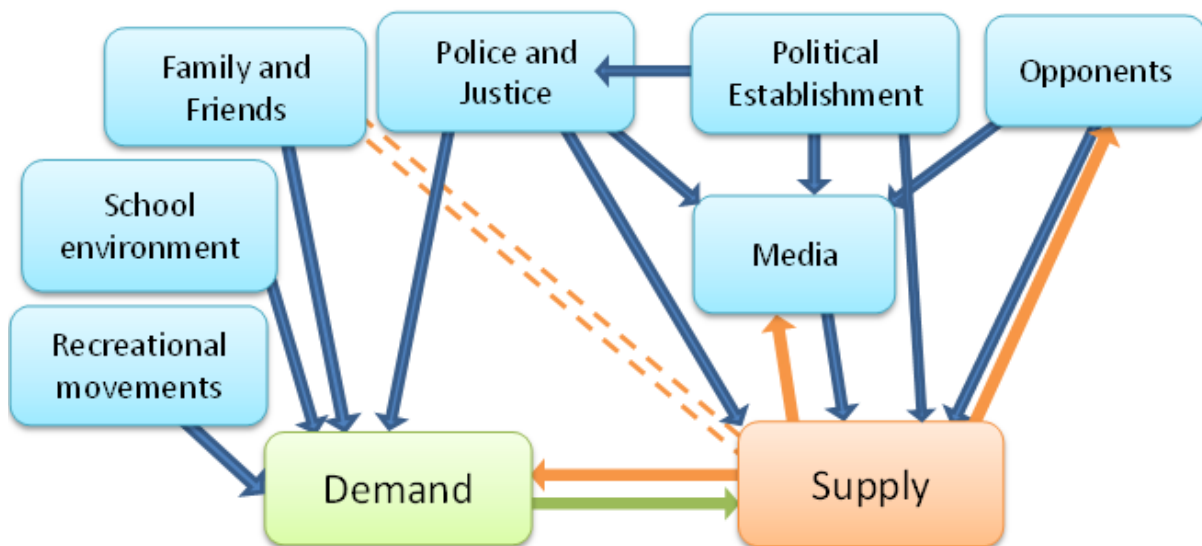 Family and
Friends
Police and
Justice
Political
Establishment
Opponents
School
environment
Media
Recreational
movements
Demand
Supply